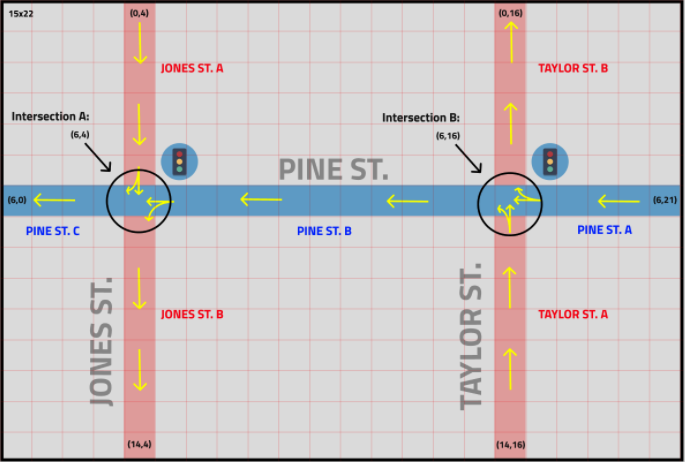 15x22
(0,4)
(0,16)
JONES ST. A
TAYLOR ST. B
Intersection A:
(6,4)
Intersection B:
(6,16)
PINE ST.
(6,0)
(6,21)
PINE ST. C
PINE ST. B
PINE ST. A
JONES ST.
JONES ST. B
TAYLOR ST.
TAYLOR ST. A
(14,4)
(14,16)